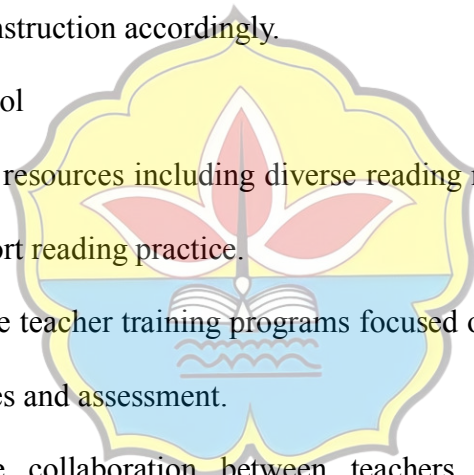 nstruction accordingly.
ol
resources including diverse reading
ort reading practice.
e teacher training programs focused o
es and assessment.
e collaboration between teachers